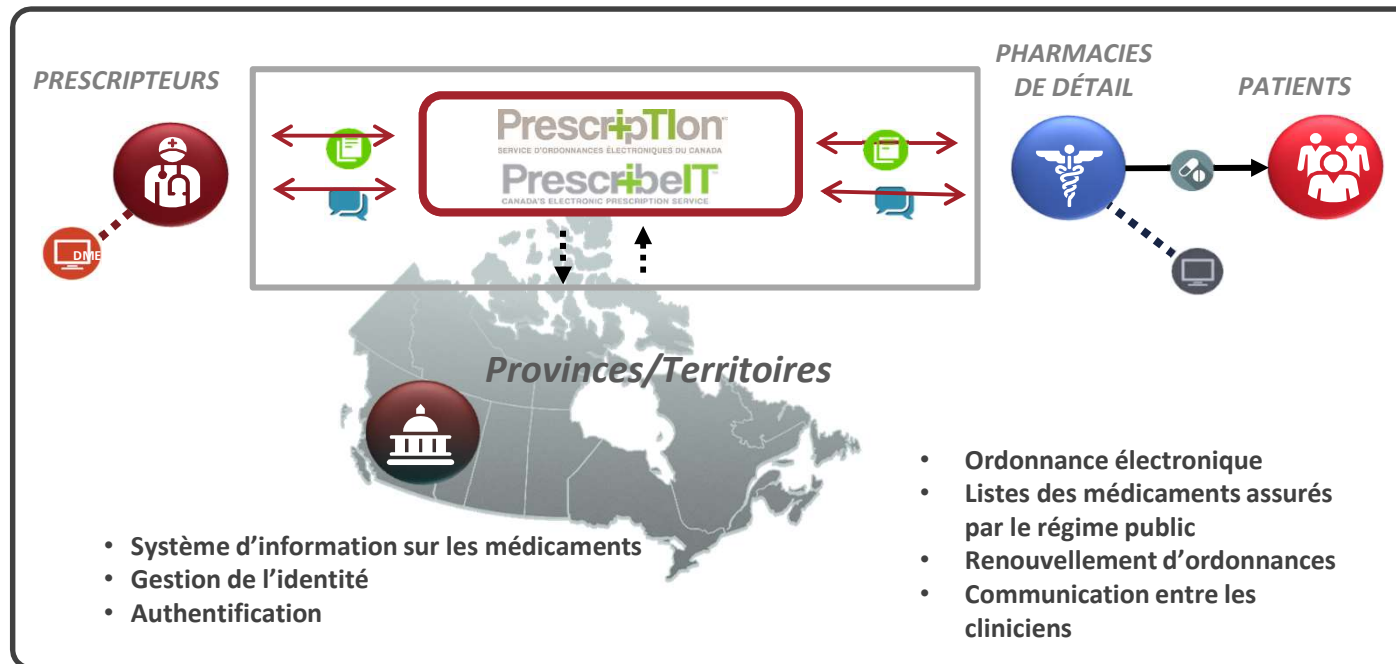 PRESCRIPTEURS
PHARMACIES
DE DÉTAIL
PATIENTS
PrescripTIon
SERVICE D'ORDONNANCES ÉLECTRONIQUES DU CANADA
PrescribeIT
CANADA'S ELECTRONIC PRESCRIPTION SERVICE
DME
Provinces/Territoires
• Système d’information sur les médicaments
• Gestion de l’identité
• Authentification
• Ordonnance électronique
• Listes des médicaments assurés
par le régime public
• Renouvellement d’ordonnances
• Communication entre les
cliniciens